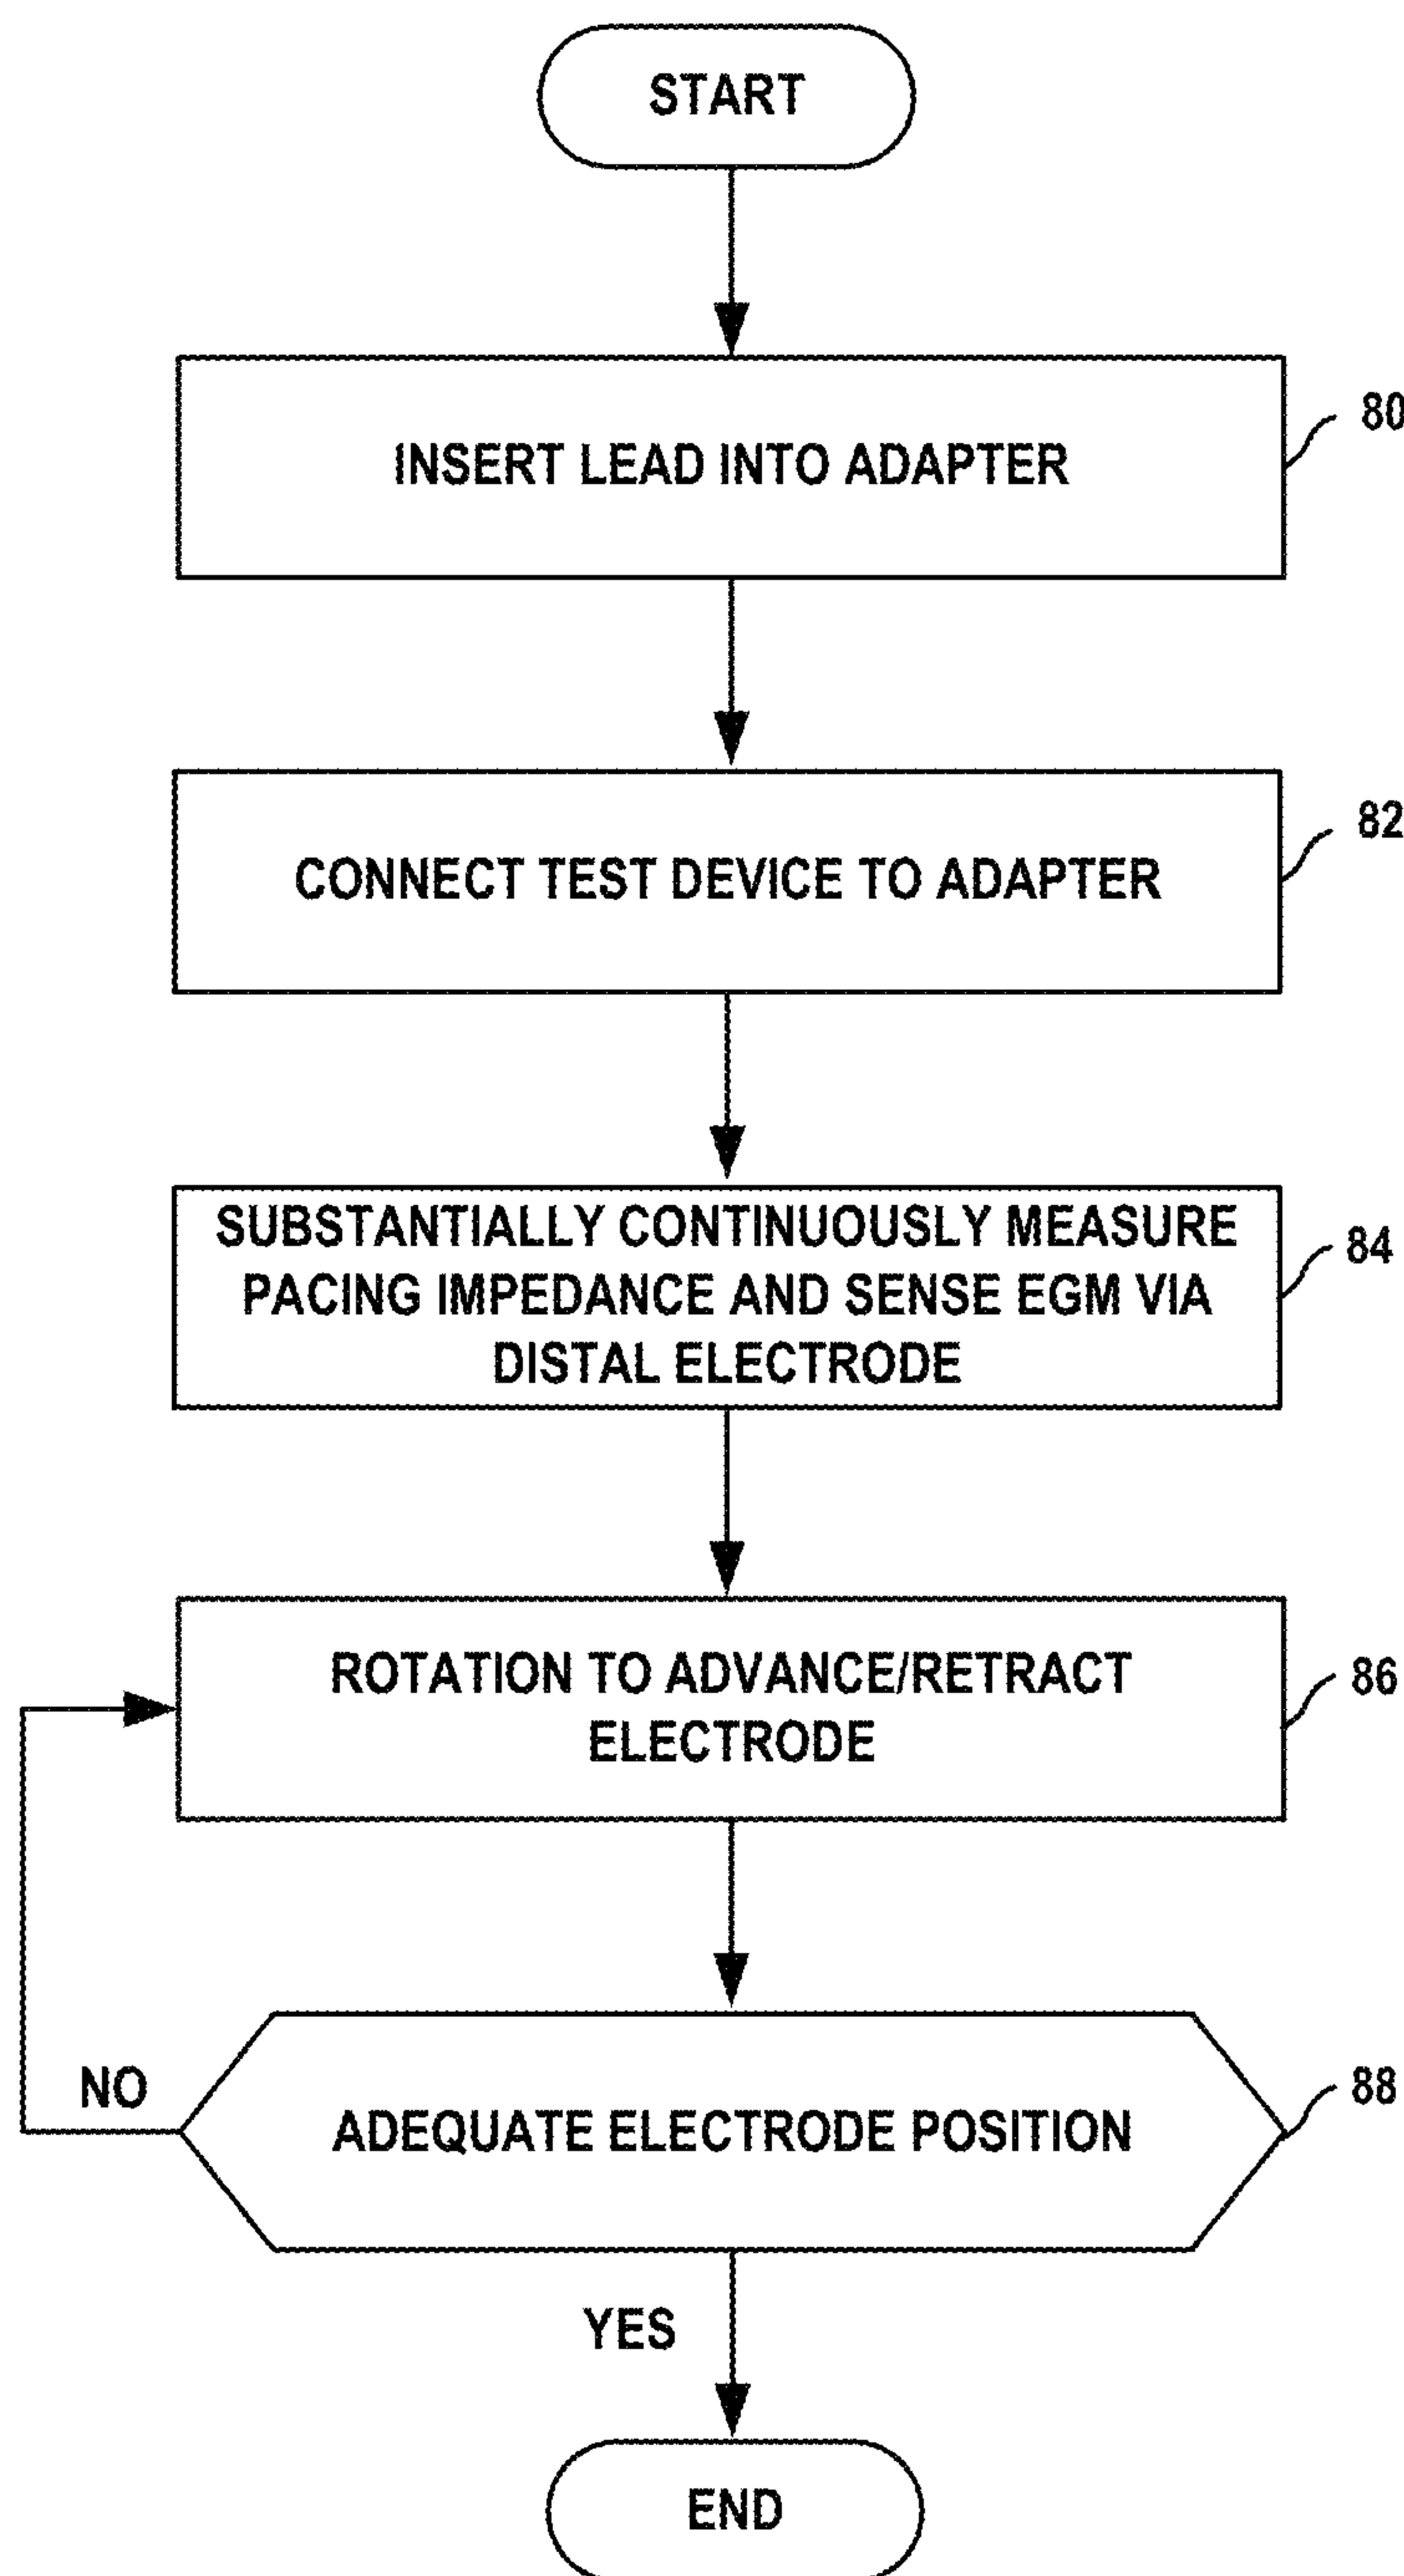 START
INSERT LEAD INTO ADAPTER
80
CONNECT TEST DEVICE TO ADAPTER
82
SUBSTANTIALLY CONTINUOUSLY MEASURE
PACING IMPEDANCE AND SENSE EGM VIA
DISTAL ELECTRODE
84
ROTATION TO ADVANCE/RETRACT
ELECTRODE
86
NO
ADEQUATE ELECTRODE POSITION
88
YES
END